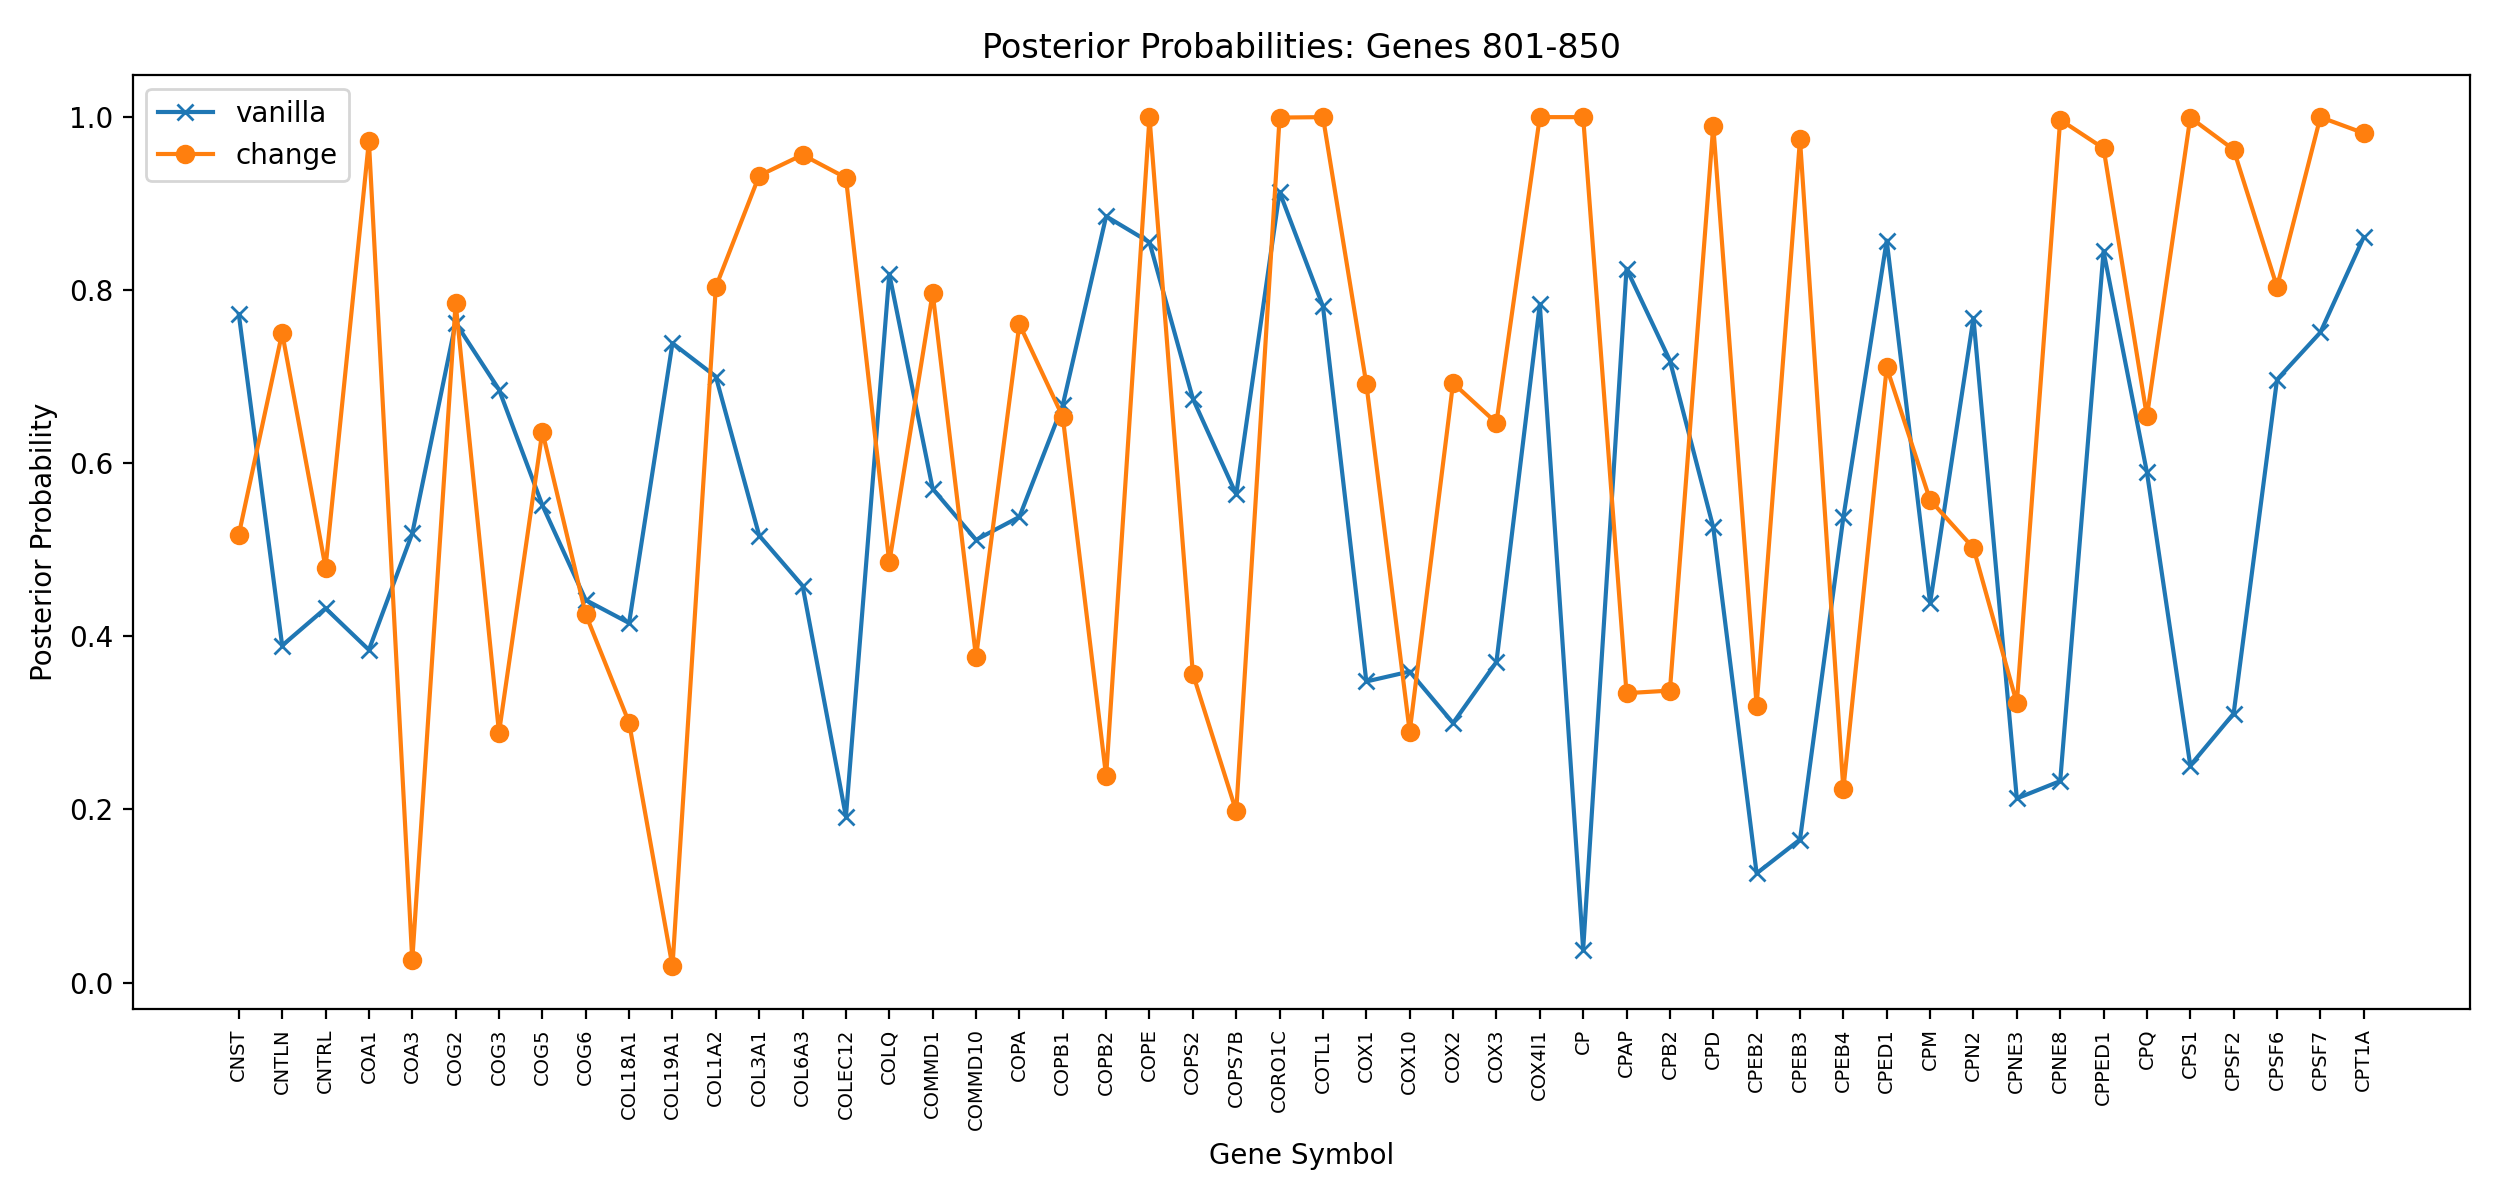 Posterior Probabilities: Genes 801-850
vanilla
change
Posterior Probability
1.0
0.8
0.6
0.4
0.2
0.0
CNST
CNTLN
CNTRL
COA1
COA3
COG2
COG3
COG5
COG6
COL18A1
COL19A1
COL1A2
COL3A1
COL6A3
COLEC12
COLQ
COMMD1
COMMD10
COPA
COPB1
COPB2
COPE
COPS2
COPS7B
CORO1C
COTL1
COX1
COX10
COX2
COX3
COX4I1
CP
CPAP
CPB2
CPD
CPEB2
CPEB3
CPEB4
CPED1
CPM
CPN2
CPNE3
CPNE8
CPPED1
CPQ
CPS1
CPSF2
CPSF6
CPSF7
CPT1A
Gene Symbol